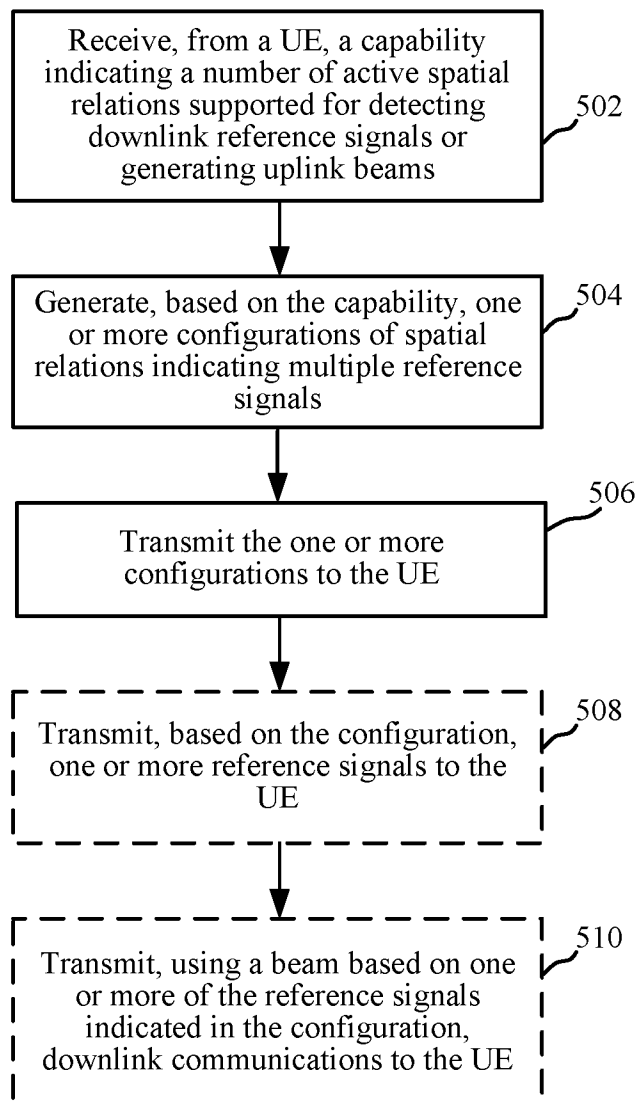 Receive, from a UE, a capability
indicating a number of active spatial
relations supported for detecting
downlink reference signals or
generating uplink beams
502
Generate, based on the capability, one
or more configurations of spatial
relations indicating multiple reference
signals
504
Transmit the one or more
configurations to the UE
506
Transmit, based on the configuration,
one or more reference signals to the
UE
508
Transmit, using a beam based on one
or more of the reference signals
indicated in the configuration,
downlink communications to the UE
510